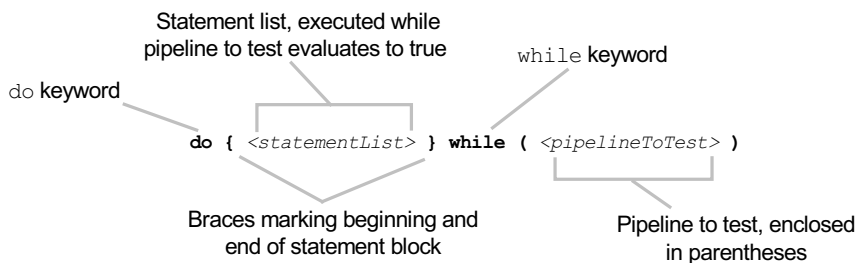 Statement list, executed while
pipeline to test evaluates to true
while keyword
do keyword
do { <statementList> } while ( <pipelineToTest> )
Braces marking beginning and
end of statement block
Pipeline to test, enclosed
in parentheses